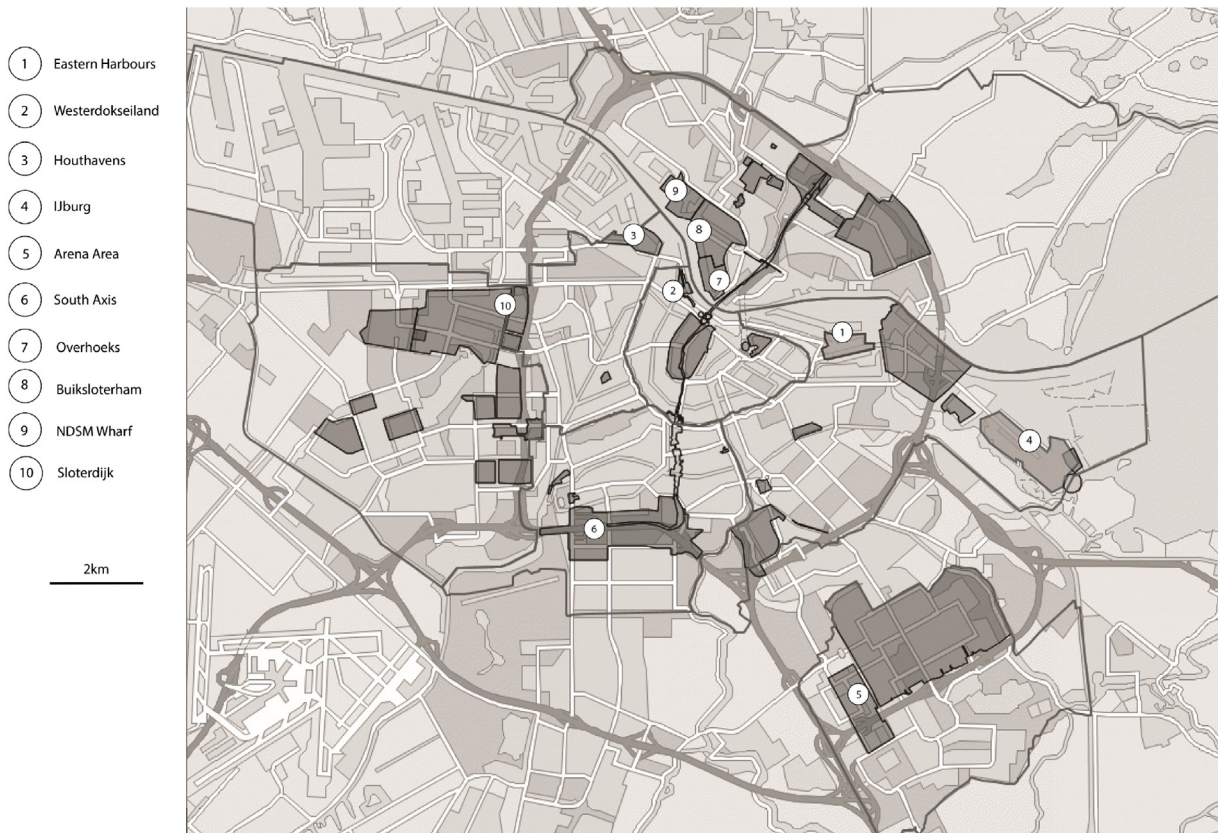 1 Eastern Harbours
2 Westerdokseiland
3 Houthavens
4 IJburg
5 Arena Area
6 South Axis
7 Overhoeks
8 Buiksloterham
9 NDSM Wharf
10 Sloterdijk
2km
9
8
3
7
2
10
1
4
6
5